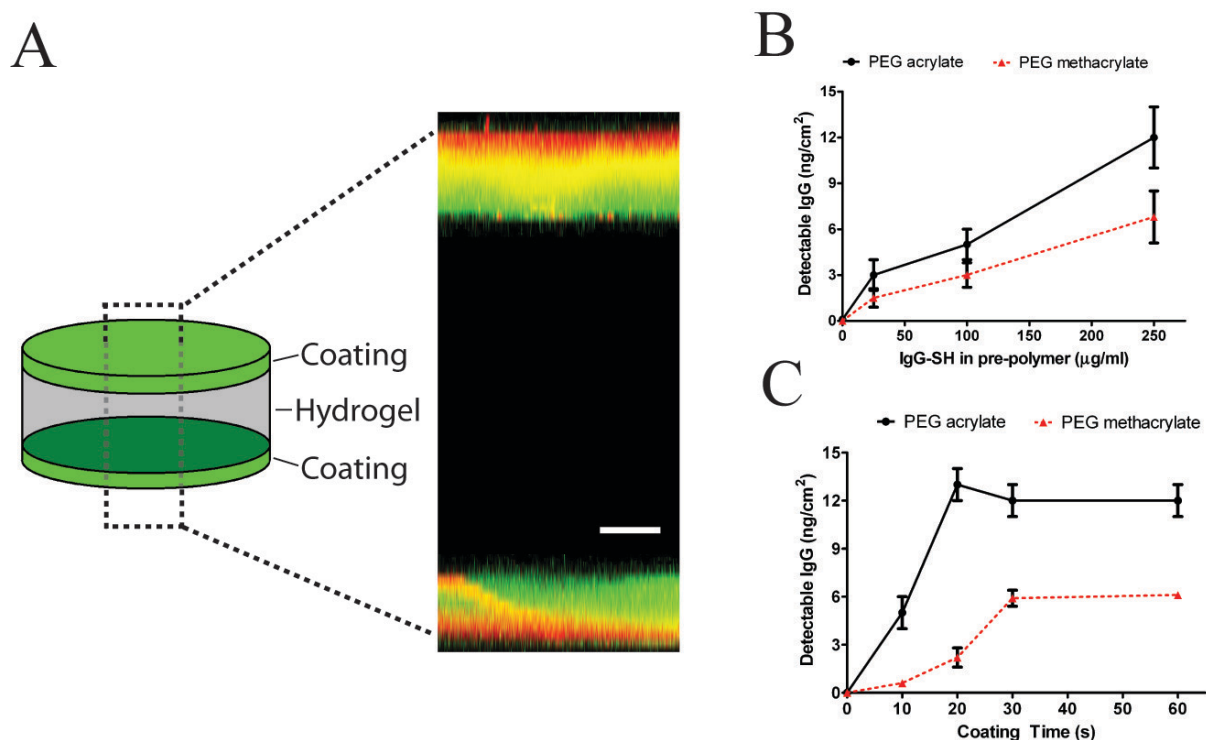 A
Coating
Hydrogel
Coating
B
PEG acrylate PEG methacrylate
Detectable IgG (ng/cm²)
15
12
9
6
3
0
0 50 100 150 200 250
IgG-SH in pre-polymer (μg/ml)
C
PEG acrylate PEG methacrylate
Detectable IgG (ng/cm²)
15
12
9
6
3
0
0 10 20 30 40 50 60
Coating Time (s)